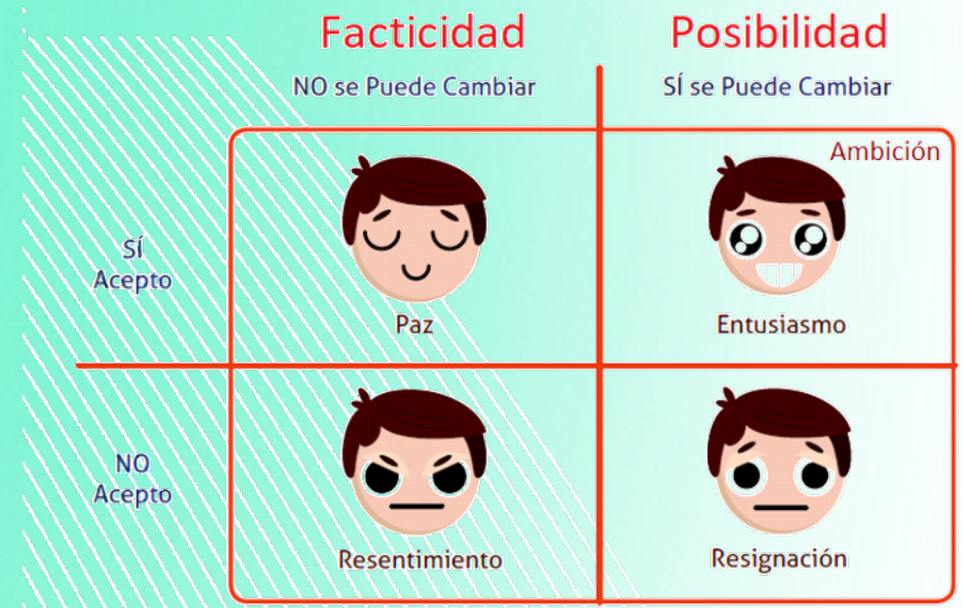 Facticidad
Posibilidad
NO se Puede Cambiar
SÍ se Puede Cambiar
Ambición
SÍ
Acepto
Paz
Entusiasmo
NO
Acepto
Resentimiento
Resignación